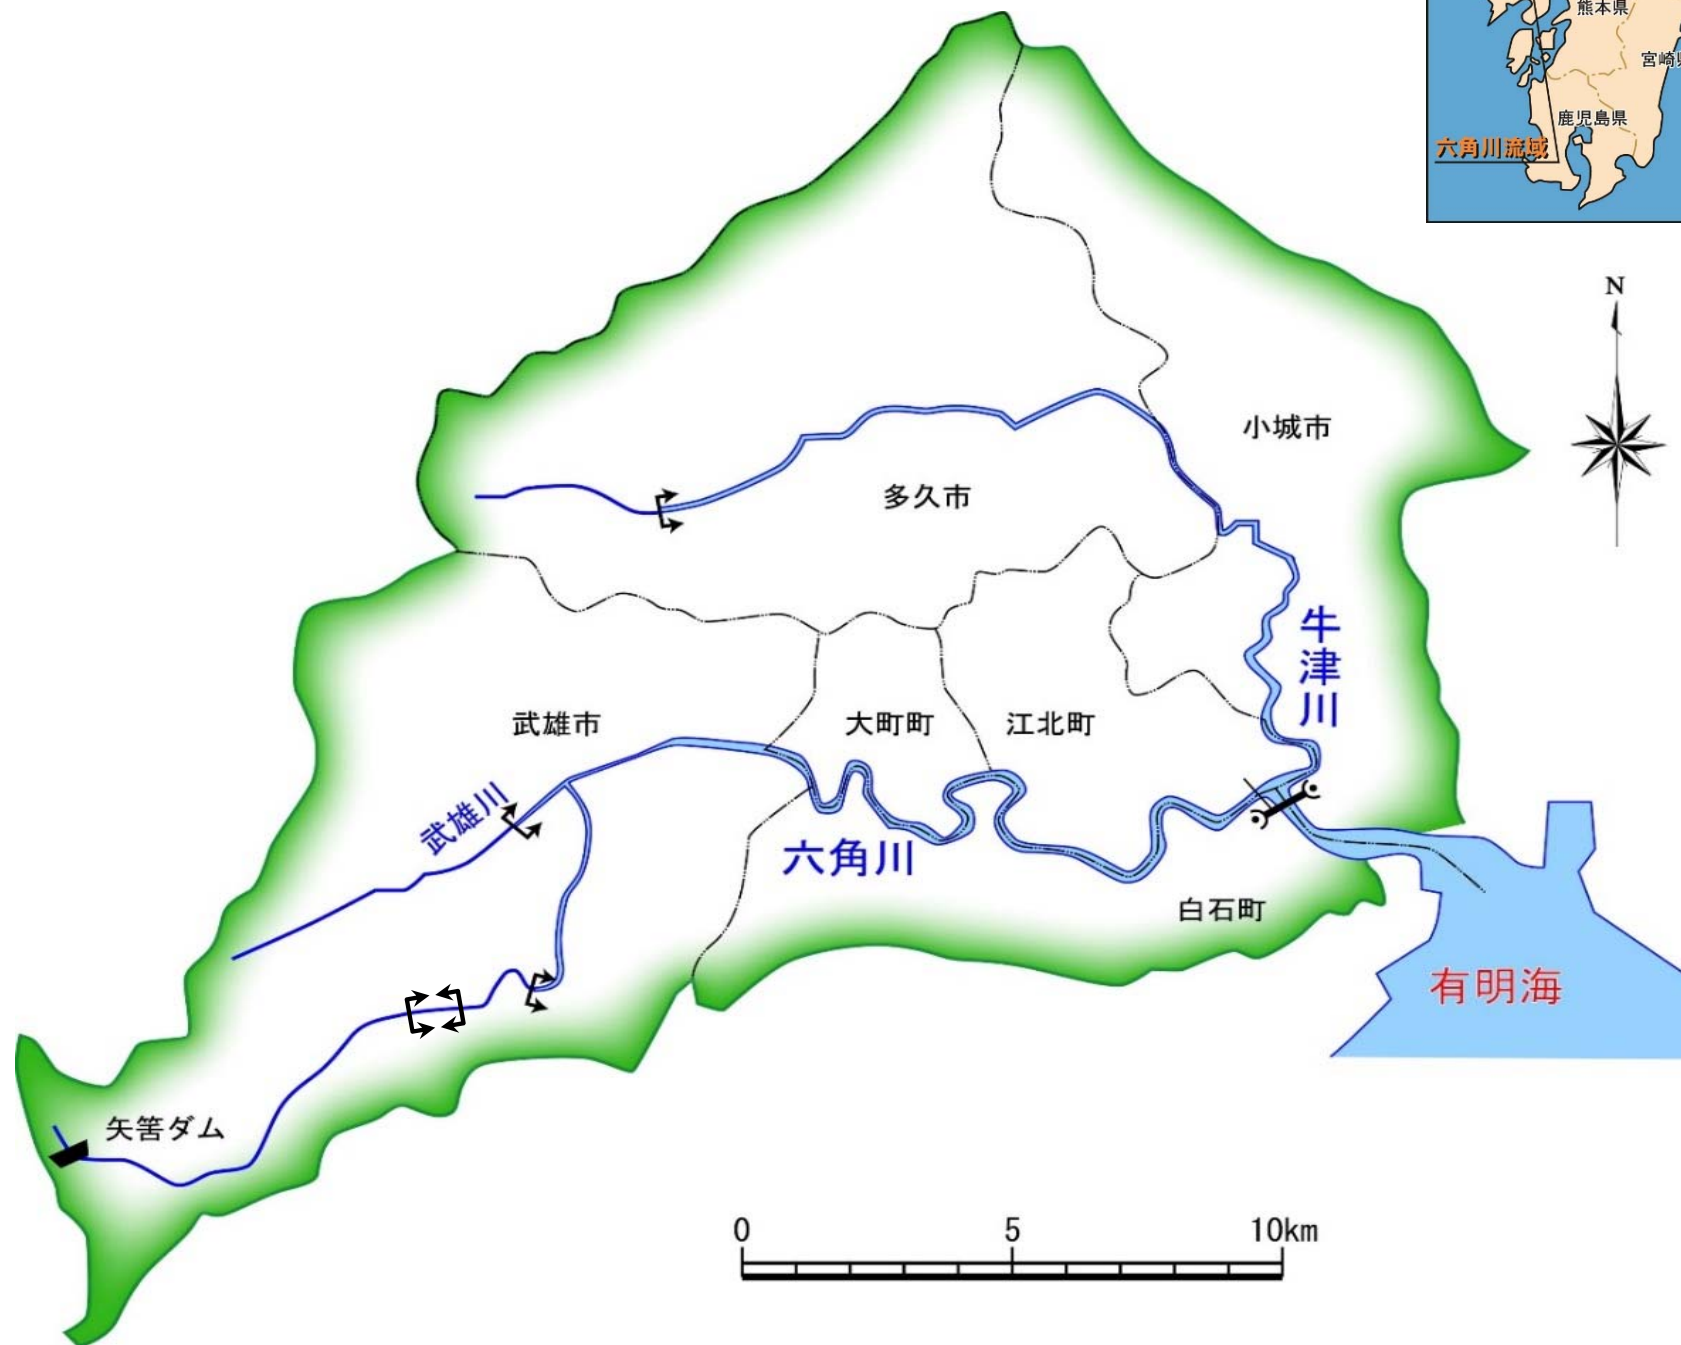 熊本県
宮崎県
鹿児島県
六角川流域
N
小城市
多久市
牛津川
武雄市
大町町
江北町
武雄川
六角川
白石町
有明海
矢筈ダム
0 5 10km